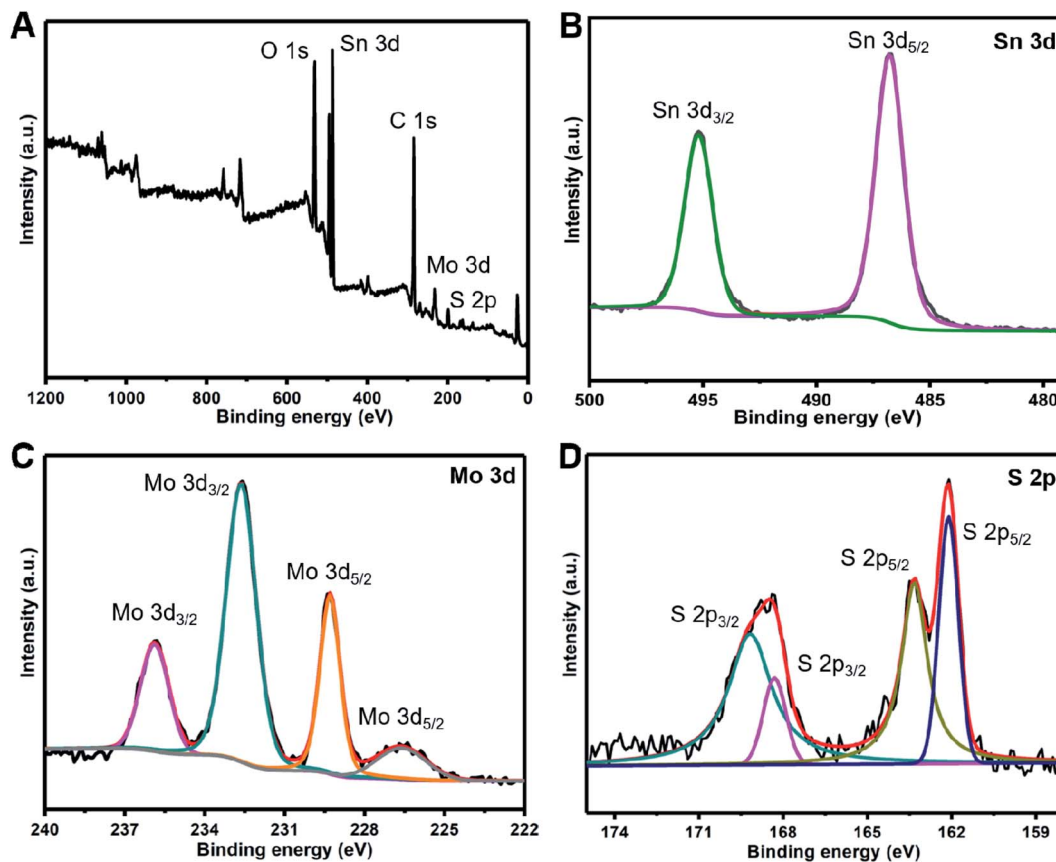 A
O 1s
Sn 3d
C 1s
Mo 3d
S 2p
Intensity (a.u.)
1200 1000 800 600 400 200 0
Binding energy (eV)
B
Sn 3d
Sn 3d5/2
Sn 3d3/2
Intensity (a.u.)
500 495 490 485 480
Binding energy (eV)
C
Mo 3d
Mo 3d3/2
Mo 3d5/2
Mo 3d3/2
Mo 3d5/2
Intensity (a.u.)
240 237 234 231 228 225 222
Binding energy (eV)
D
S 2p
S 2p5/2
S 2p5/2
S 2p3/2
S 2p3/2
Intensity (a.u.)
174 171 168 165 162 159
Binding energy (eV)